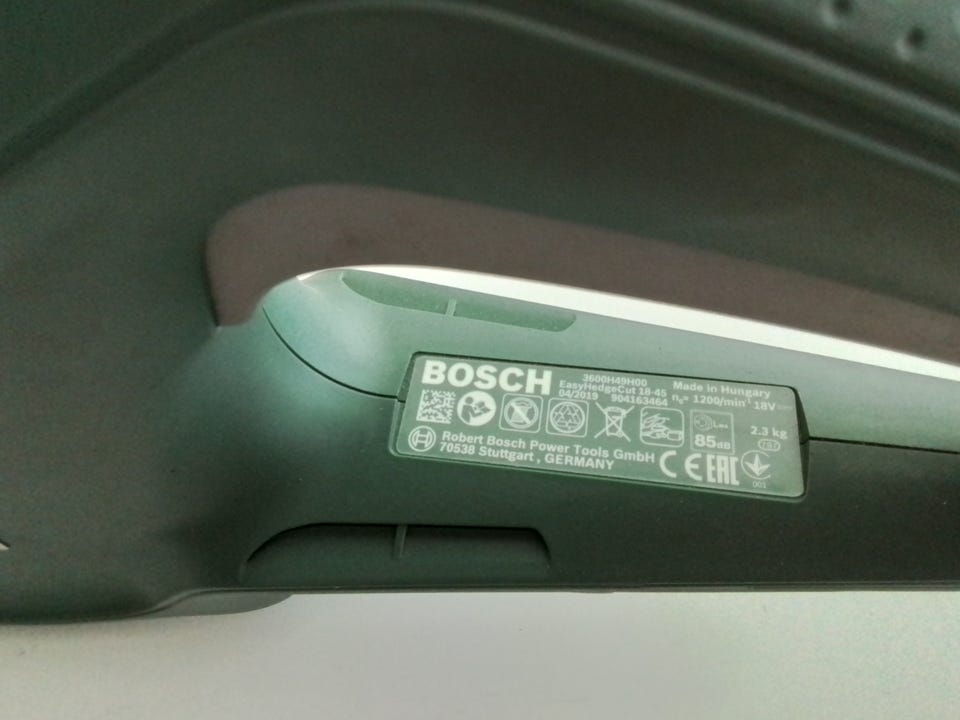 BOSCH
3600H49H00
EasyHedgeCut 18-45
04/2019 904163464
Made in Hungary
n₀= 1200/min⁻¹ 18V
2.3 kg
LWA
85dB
Robert Bosch Power Tools GmbH
70538 Stuttgart , GERMANY
CE EAC
001